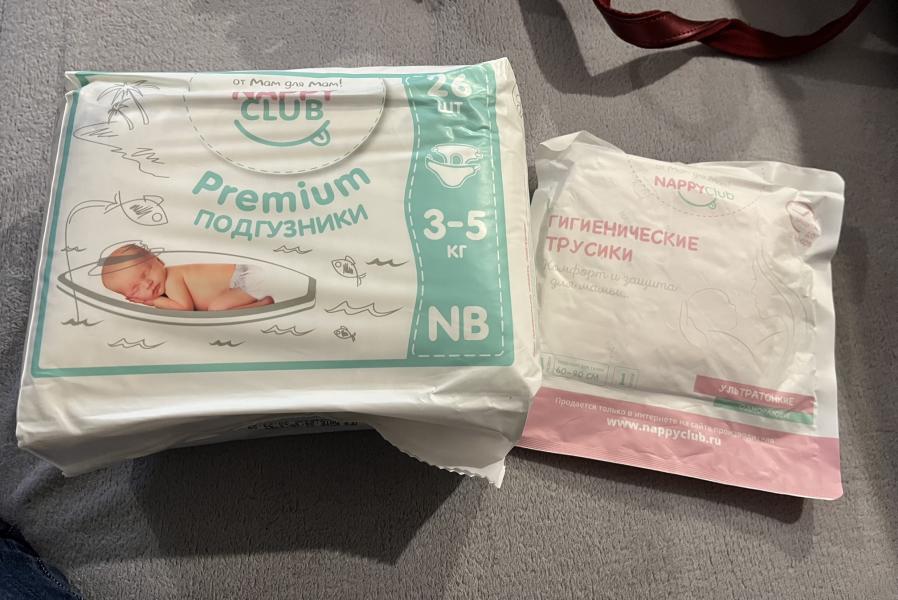 от Мам для Мам!
NAPPY
CLUB
Premium
ПОДГУЗНИКИ
26
ШТ
3-5
КГ
NB
NAPPYclub
ГИГИЕНИЧЕСКИЕ
ТРУСИКИ
Комфорт и защита
для мамы...
60-90 СМ
1
УЛЬТРАТОНКИЕ
Продается только в интернете на сайте производителя
www.nappyclub.ru